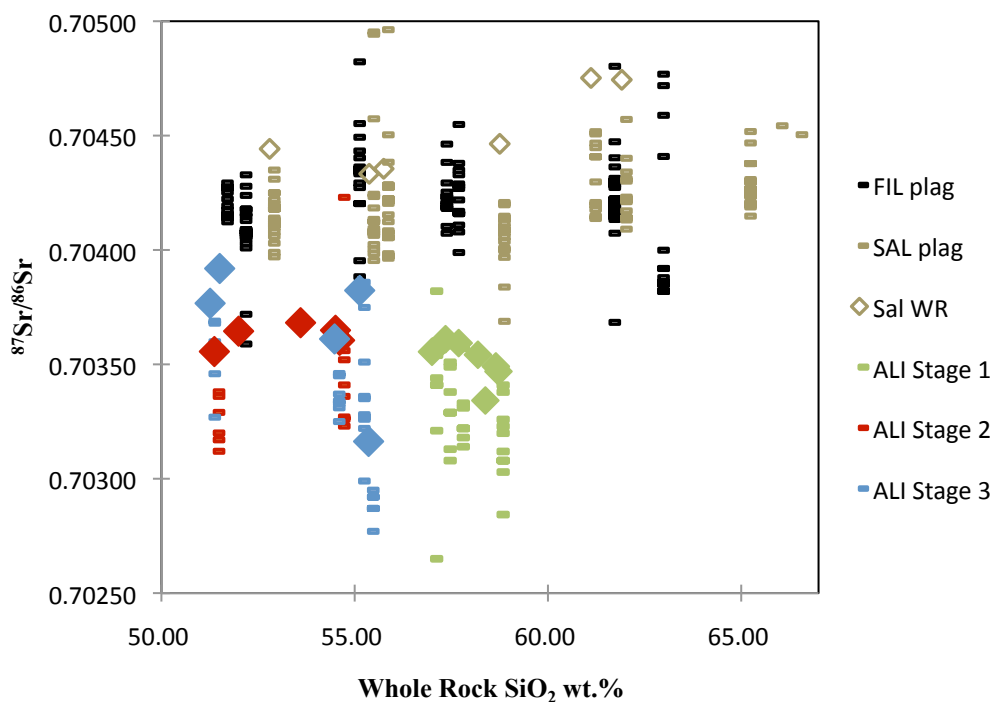 0.70500
0.70450
0.70400
0.70350
0.70300
0.70250
⁸⁷Sr/⁸⁶Sr
50.00 55.00 60.00 65.00
Whole Rock SiO₂ wt.%
FIL plag
SAL plag
Sal WR
ALI Stage 1
ALI Stage 2
ALI Stage 3